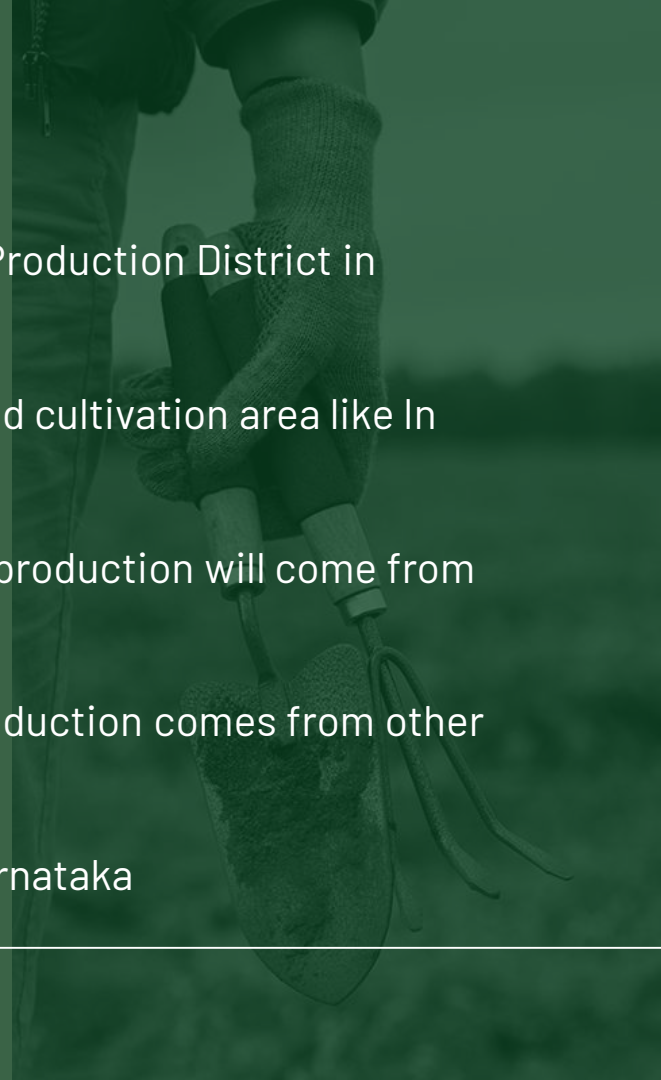 Production District in
d cultivation area like In
production will come from
duction comes from other
rnataka